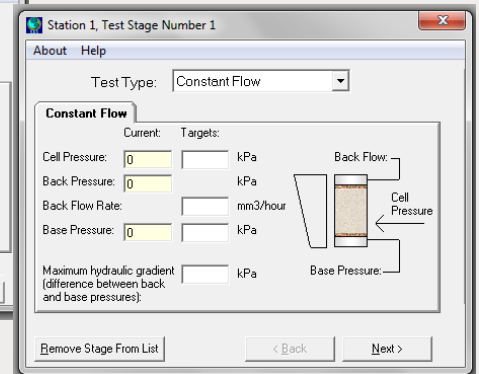 Station 1, Test Stage Number 1
About Help
Test Type: Constant Flow
Constant Flow
Current: Targets:
Cell Pressure: 0 kPa
Back Pressure: 0 kPa
Back Flow Rate: mm3/hour
Base Pressure: 0 kPa
Maximum hydraulic gradient kPa
(difference between back
and base pressures):
Back Flow:
Cell
Pressure
Base Pressure:
Remove Stage From List < Back Next >